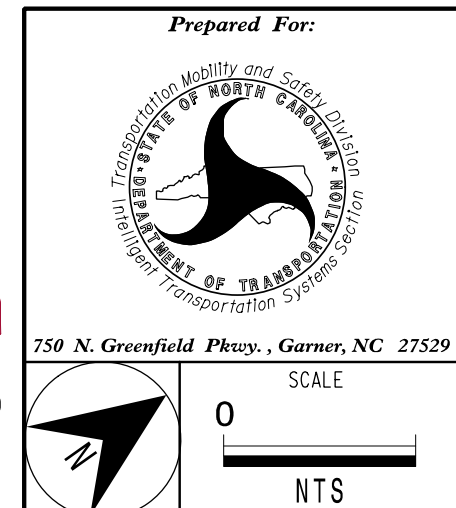 Prepared For:
Transportation Mobility and Safety Division
STATE OF NORTH CAROLINA
DEPARTMENT OF TRANSPORTATION
Intelligent Transportation Systems Section
750 N. Greenfield Pkwy. , Garner, NC 27529
SCALE
0
N
NTS